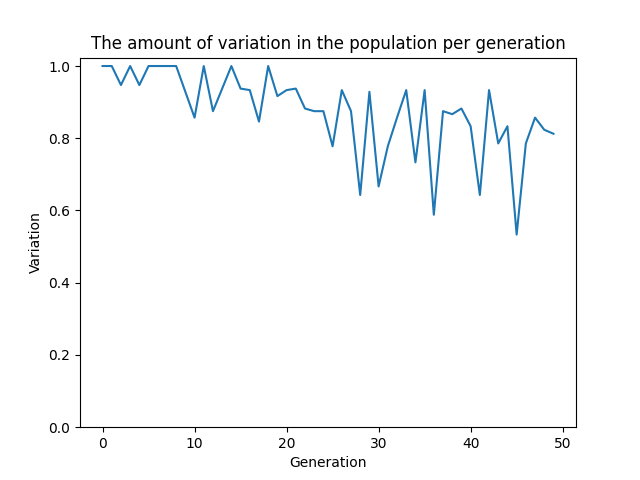 The amount of variation in the population per generation
1.0
0.8
0.6
0.4
0.2
0.0
Variation
0 10 20 30 40 50
Generation